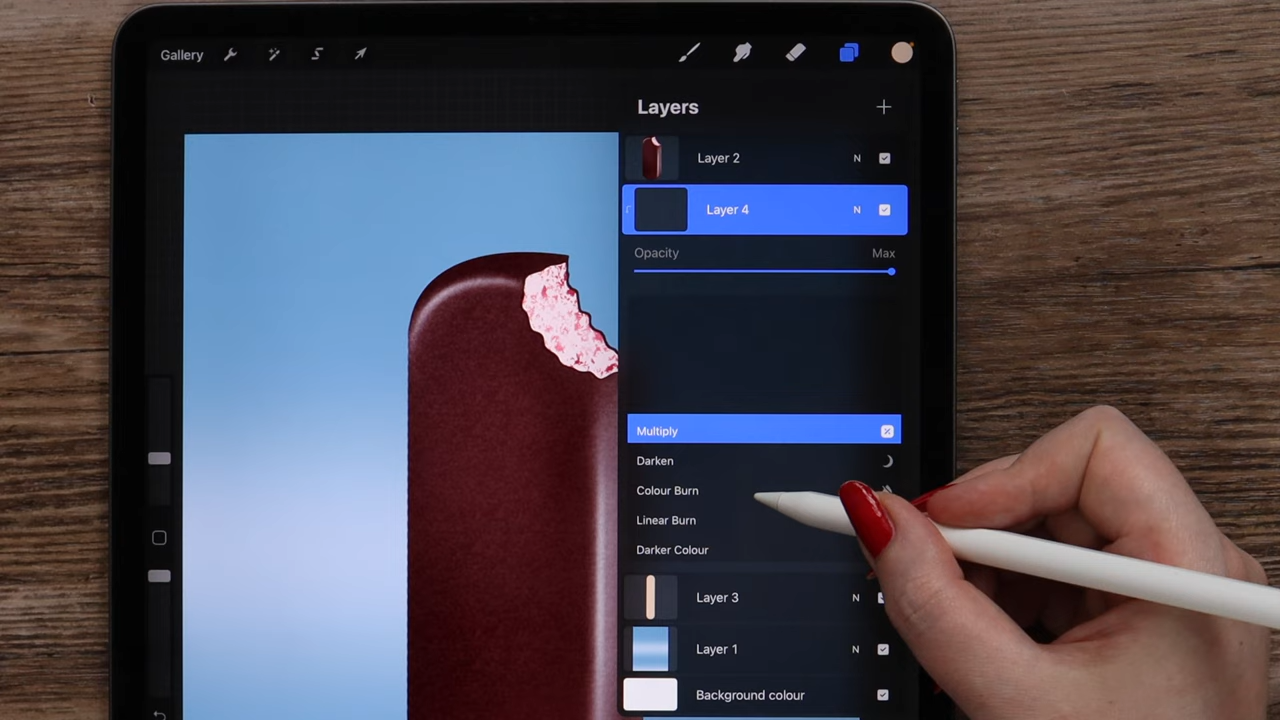 Gallery
Layers
Layer 2 N
Layer 4 N
Opacity Max
Multiply
Darken
Colour Burn
Linear Burn
Darker Colour
Layer 3 N
Layer 1 N
Background colour